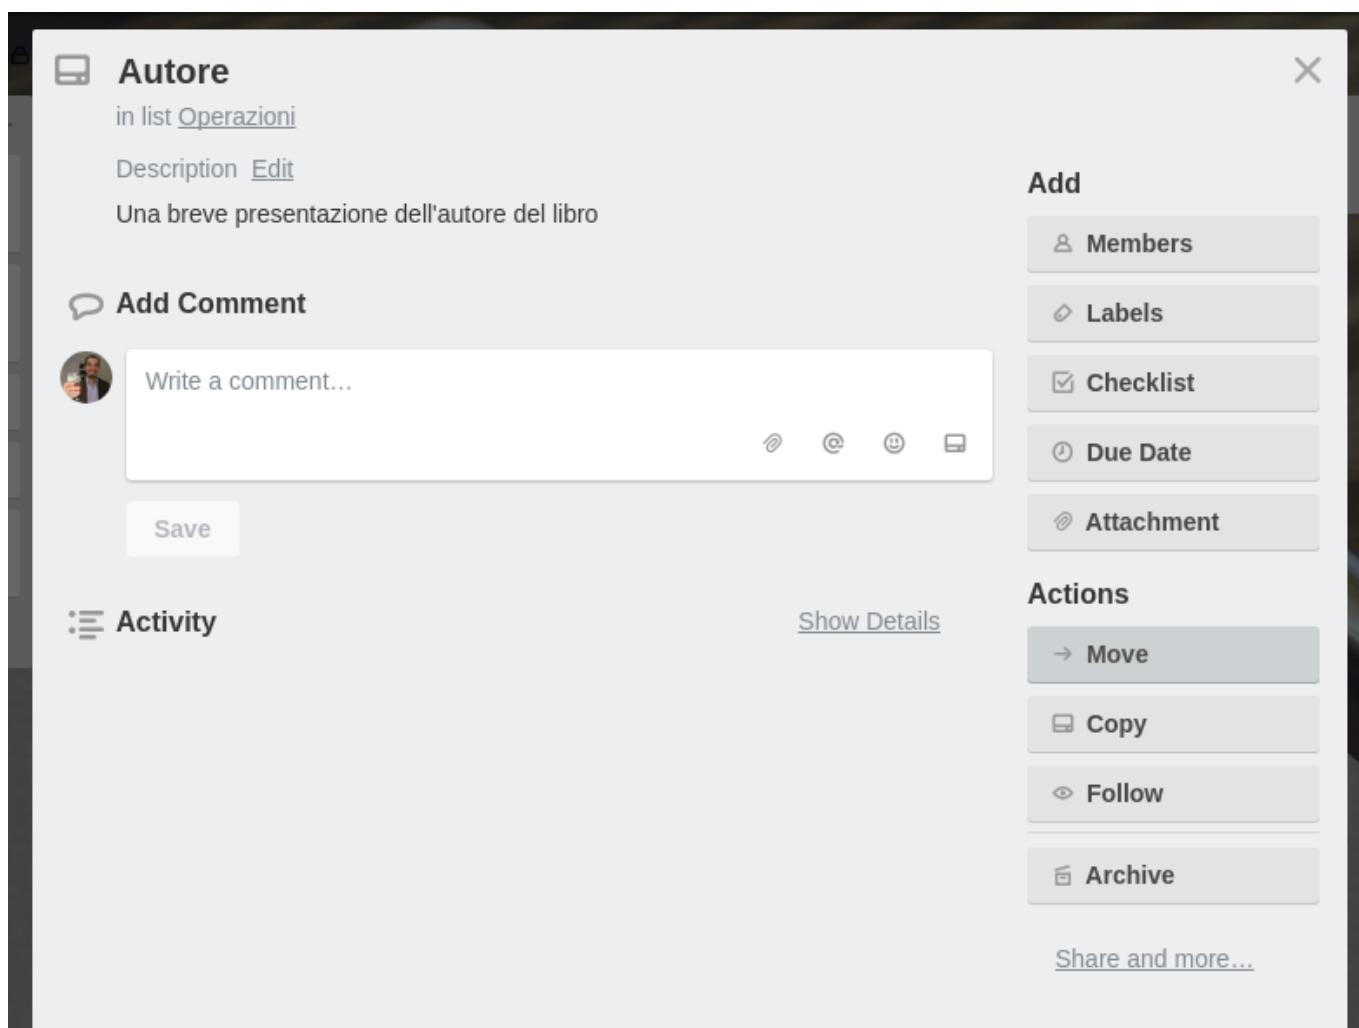 Autore
in list Operazioni
Description Edit
Una breve presentazione dell'autore del libro
Add Comment
Write a comment…
Save
Activity
Show Details
Add
Members
Labels
Checklist
Due Date
Attachment
Actions
Move
Copy
Follow
Archive
Share and more…